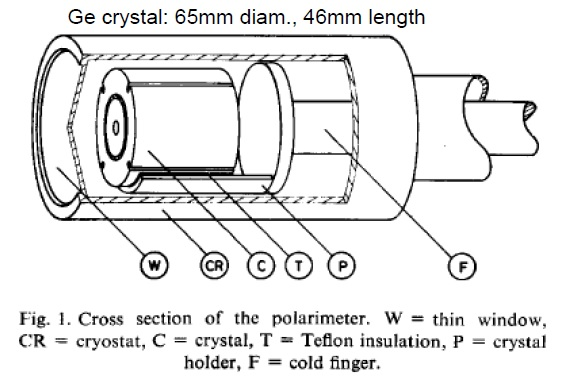 Ge crystal: 65mm diam., 46mm length
W CR C T P F
Fig. 1. Cross section of the polarimeter. W = thin window,
CR = cryostat, C = crystal, T = Teflon insulation, P = crystal
holder, F = cold finger.